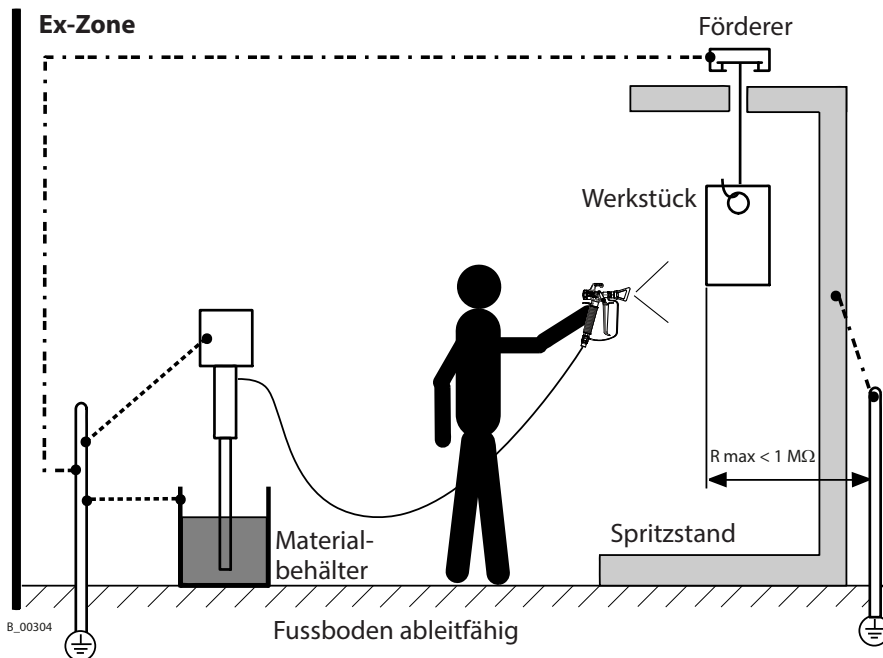 Ex-Zone
Förderer
Werkstück
R max < 1 MΩ
Spritzstand
Material-
behälter
B_00304
Fussboden ableitfähig